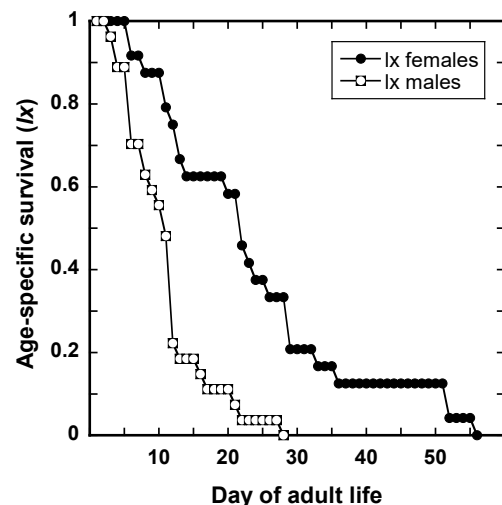 1
0.8
0.6
0.4
0.2
0
10 20 30 40 50
Age-specific survival (lx)
Day of adult life
lx females
lx males